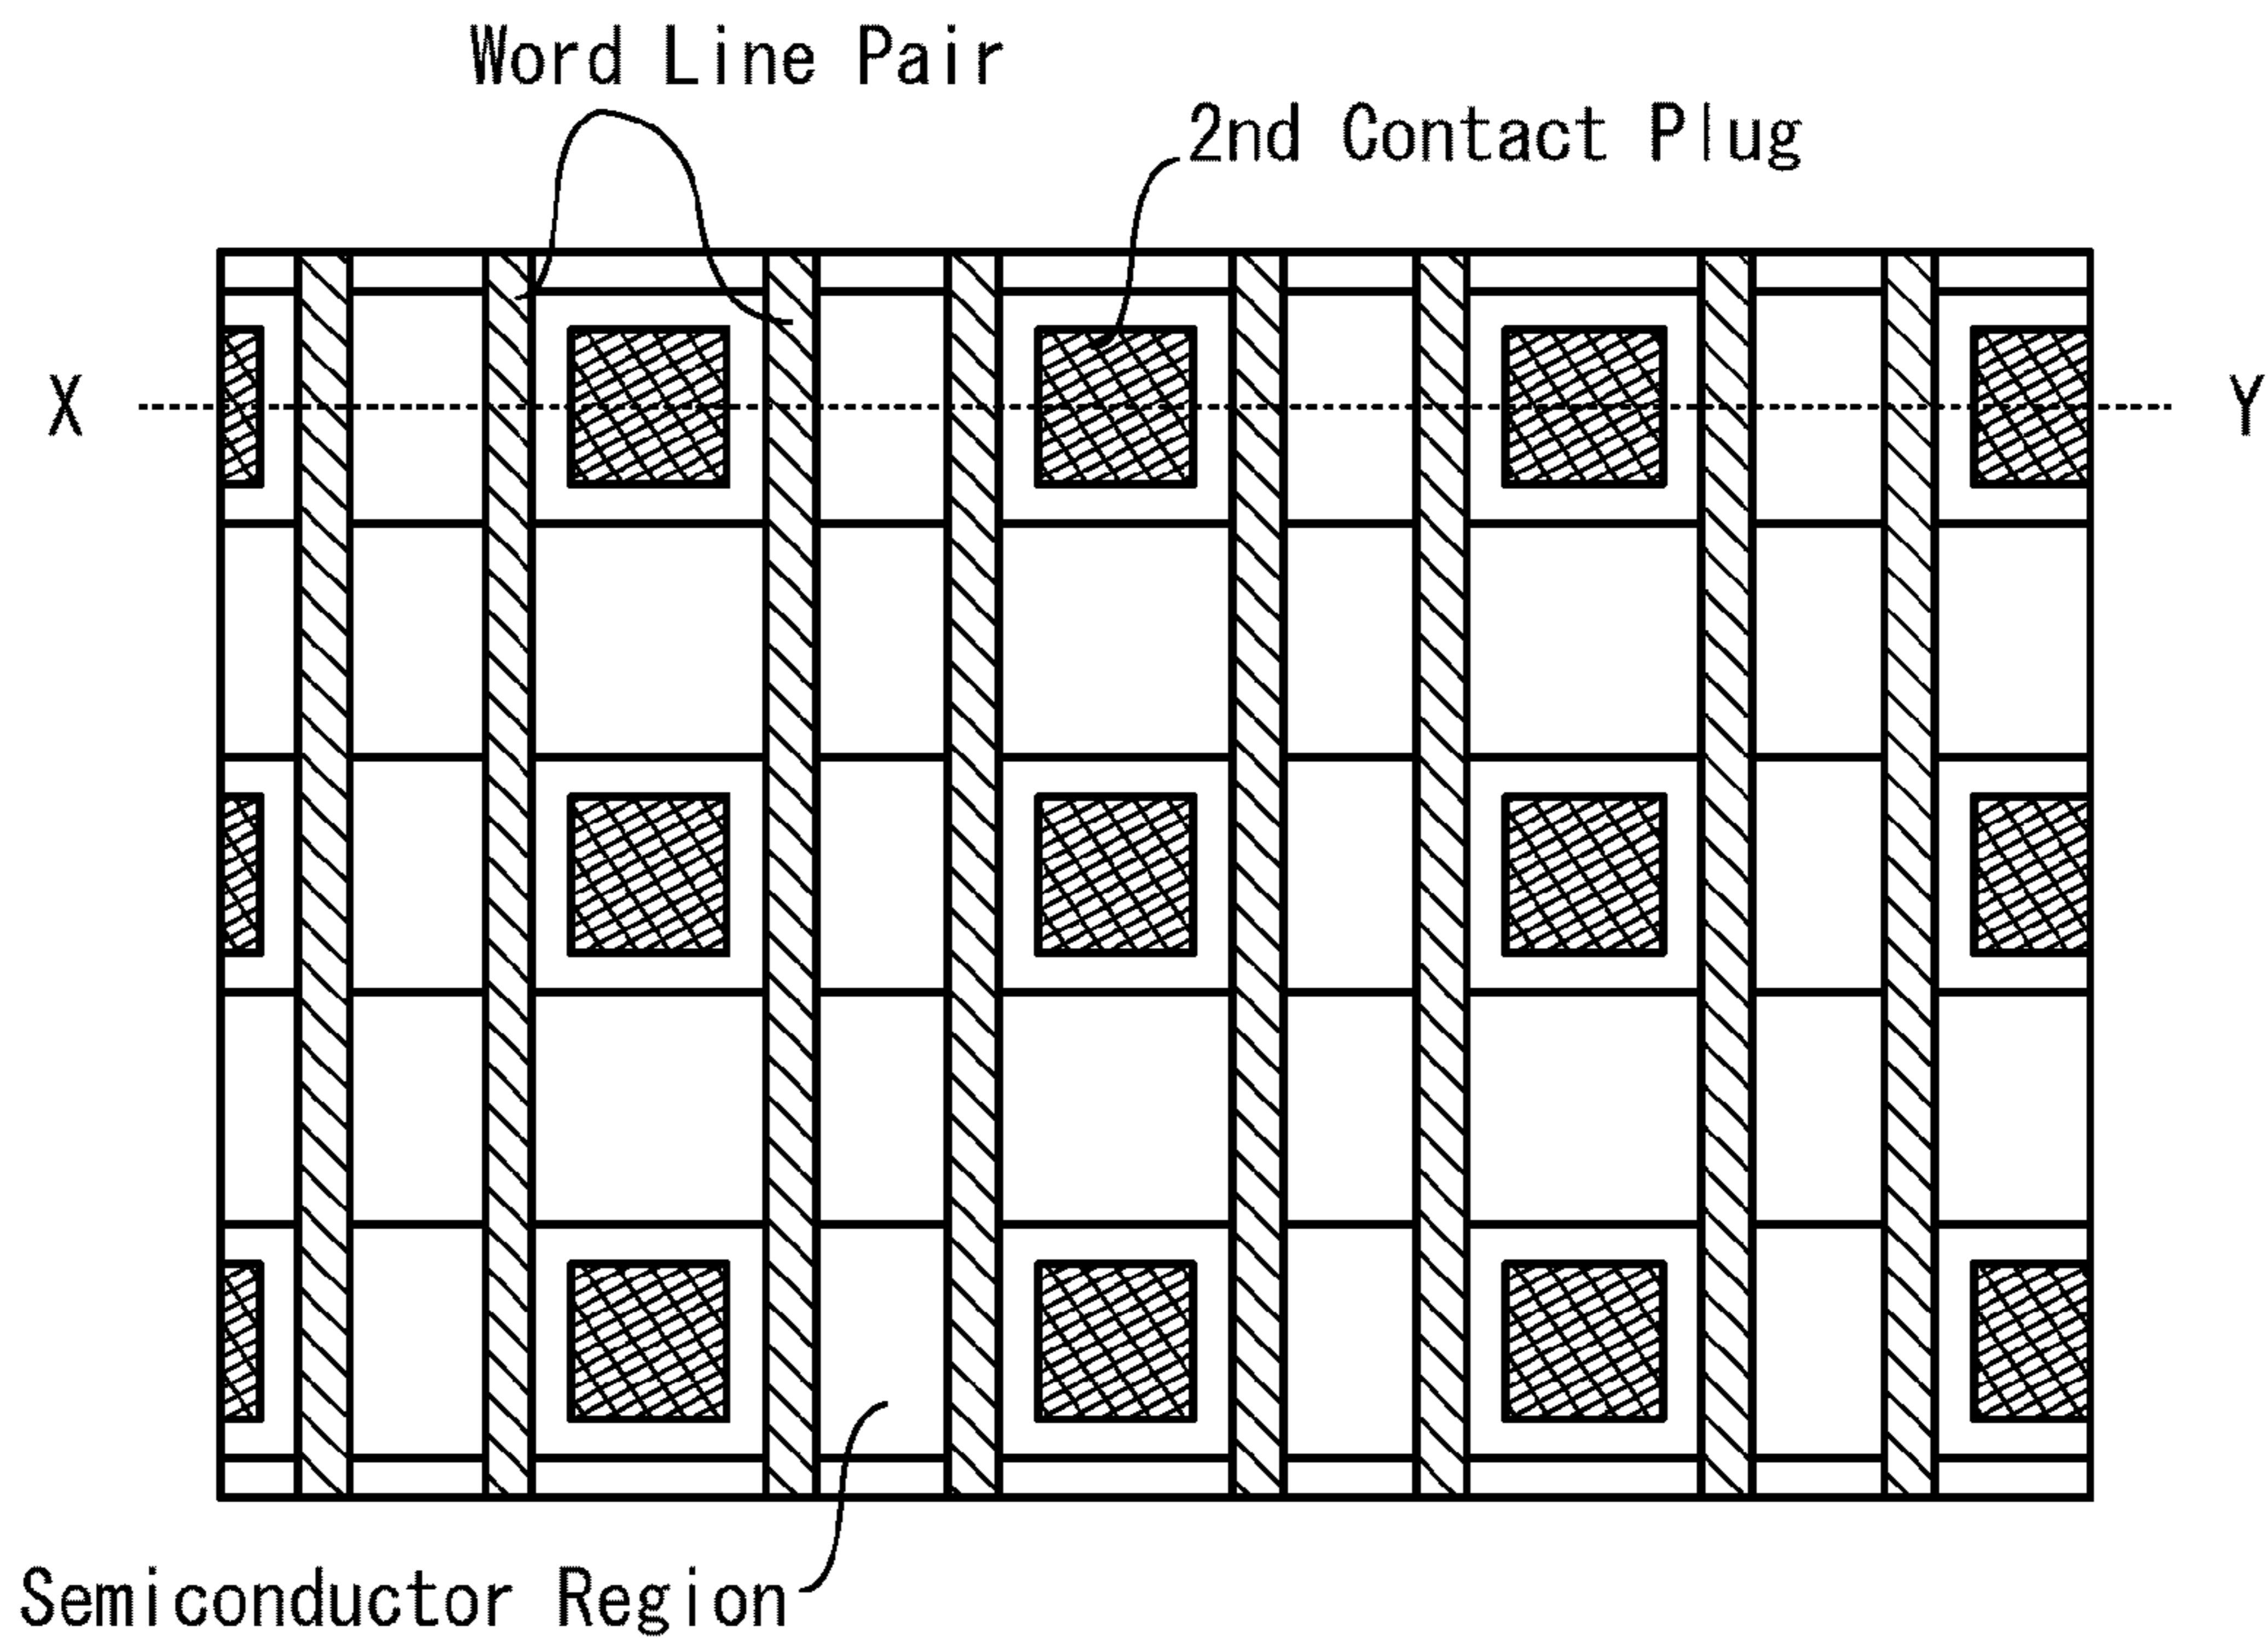 Word Line Pair
2nd Contact Plug
X
Y
Semiconductor Region